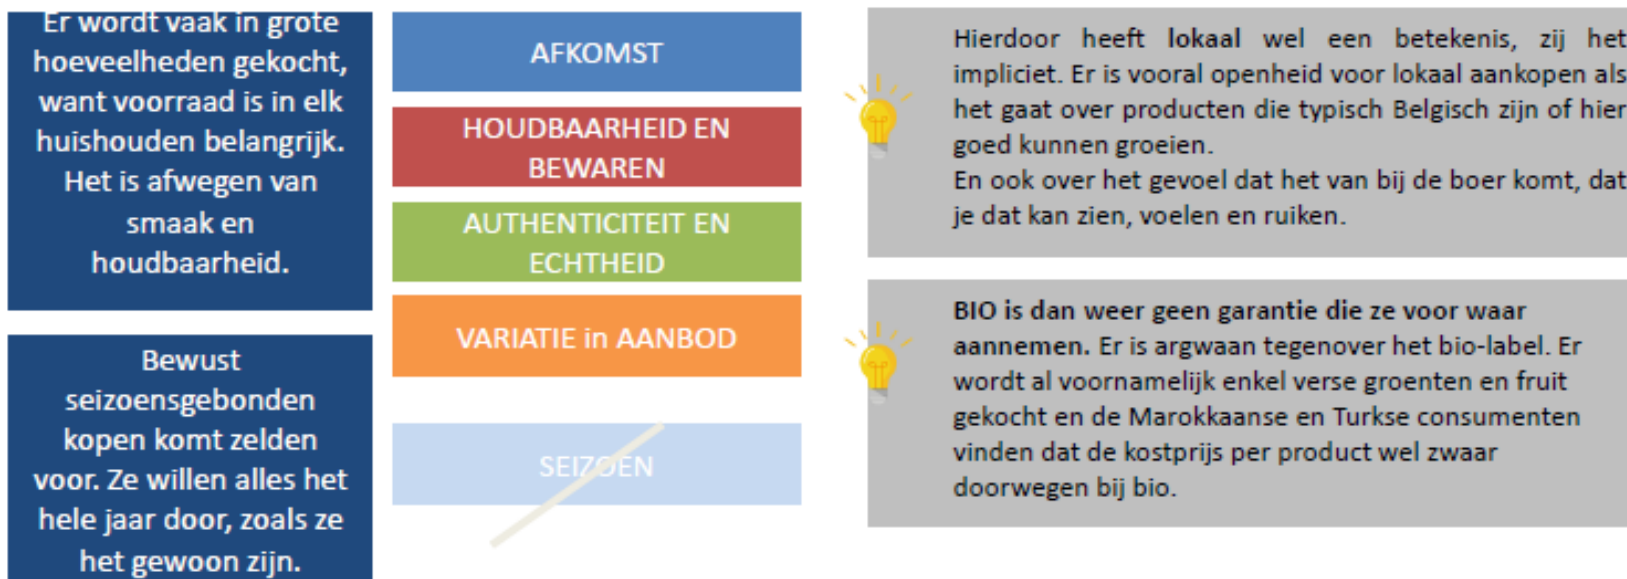 Er wordt vaak in grote
hoeveelheden gekocht,
want voorraad is in elk
huishouden belangrijk.
Het is afwegen van
smaak en
houdbaarheid.
Bewust
seizoensgebonden
kopen komt zelden
voor. Ze willen alles het
hele jaar door, zoals ze
het gewoon zijn.
AFKOMST
HOUDBAARHEID EN
BEWAREN
AUTHENTICITEIT EN
ECHTHEID
VARIATIE in AANBOD
SEIZOEN
Hierdoor heeft lokaal wel een betekenis, zij het
impliciet. Er is vooral openheid voor lokaal aankopen als
het gaat over producten die typisch Belgisch zijn of hier
goed kunnen groeien.
En ook over het gevoel dat het van bij de boer komt, dat
je dat kan zien, voelen en ruiken.
BIO is dan weer geen garantie die ze voor waar
aannemen. Er is argwaan tegenover het bio-label. Er
wordt al voornamelijk enkel verse groenten en fruit
gekocht en de Marokkaanse en Turkse consumenten
vinden dat de kostprijs per product wel zwaar
doorwegen bij bio.